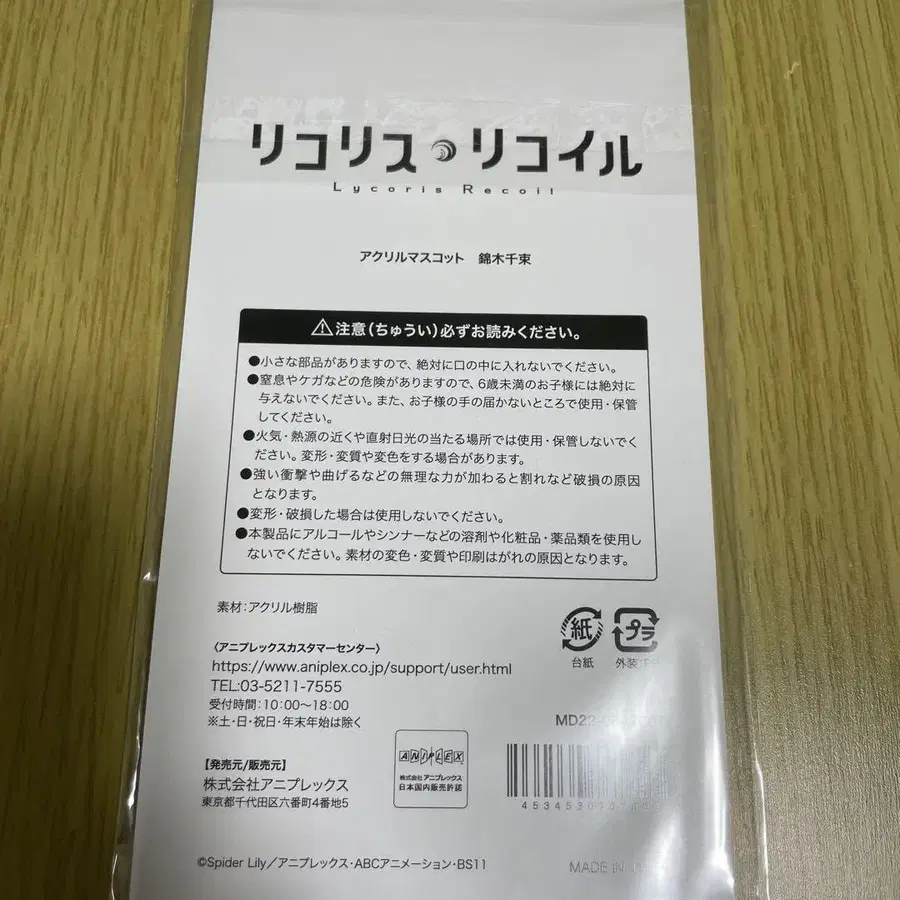 リコリス・リコイル
Lycoris Recoil
アクリルマスコット 錦木千束
⚠注意(ちゅうい)必ずお読みください。
●小さな部品がありますので、絶対に口の中に入れないでください。
●窒息やケガなどの危険がありますので、6歳未満のお子様には絶対に
与えないでください。また、お子様の手の届かないところで使用・保管
してください。
●火気・熱源の近くや直射日光の当たる場所では使用・保管しないでく
ださい。変形・変質や変色をする場合があります。
●強い衝撃や曲げるなどの無理な力が加わると割れなど破損の原因
となります。
●変形・破損した場合は使用しないでください。
●本製品にアルコールやシンナーなどの溶剤や化粧品・薬品類を使用し
ないでください。素材の変色・変質や印刷はがれの原因となります。
素材:アクリル樹脂
紙
台紙
プラ
外装:
〈アニプレックスカスタマーセンター〉
https://www.aniplex.co.jp/support/user.html
TEL:03-5211-7555
受付時間:10:00〜18:00
※土・日・祝日・年末年始は除く
【発売元/販売元】
株式会社アニプレックス
東京都千代田区六番町4番地5
ANIPLEX
株式会社アニプレックス
日本国内販売許諾
MD22-
©Spider Lily/アニプレックス・ABCアニメーション・BS11
MADE IN